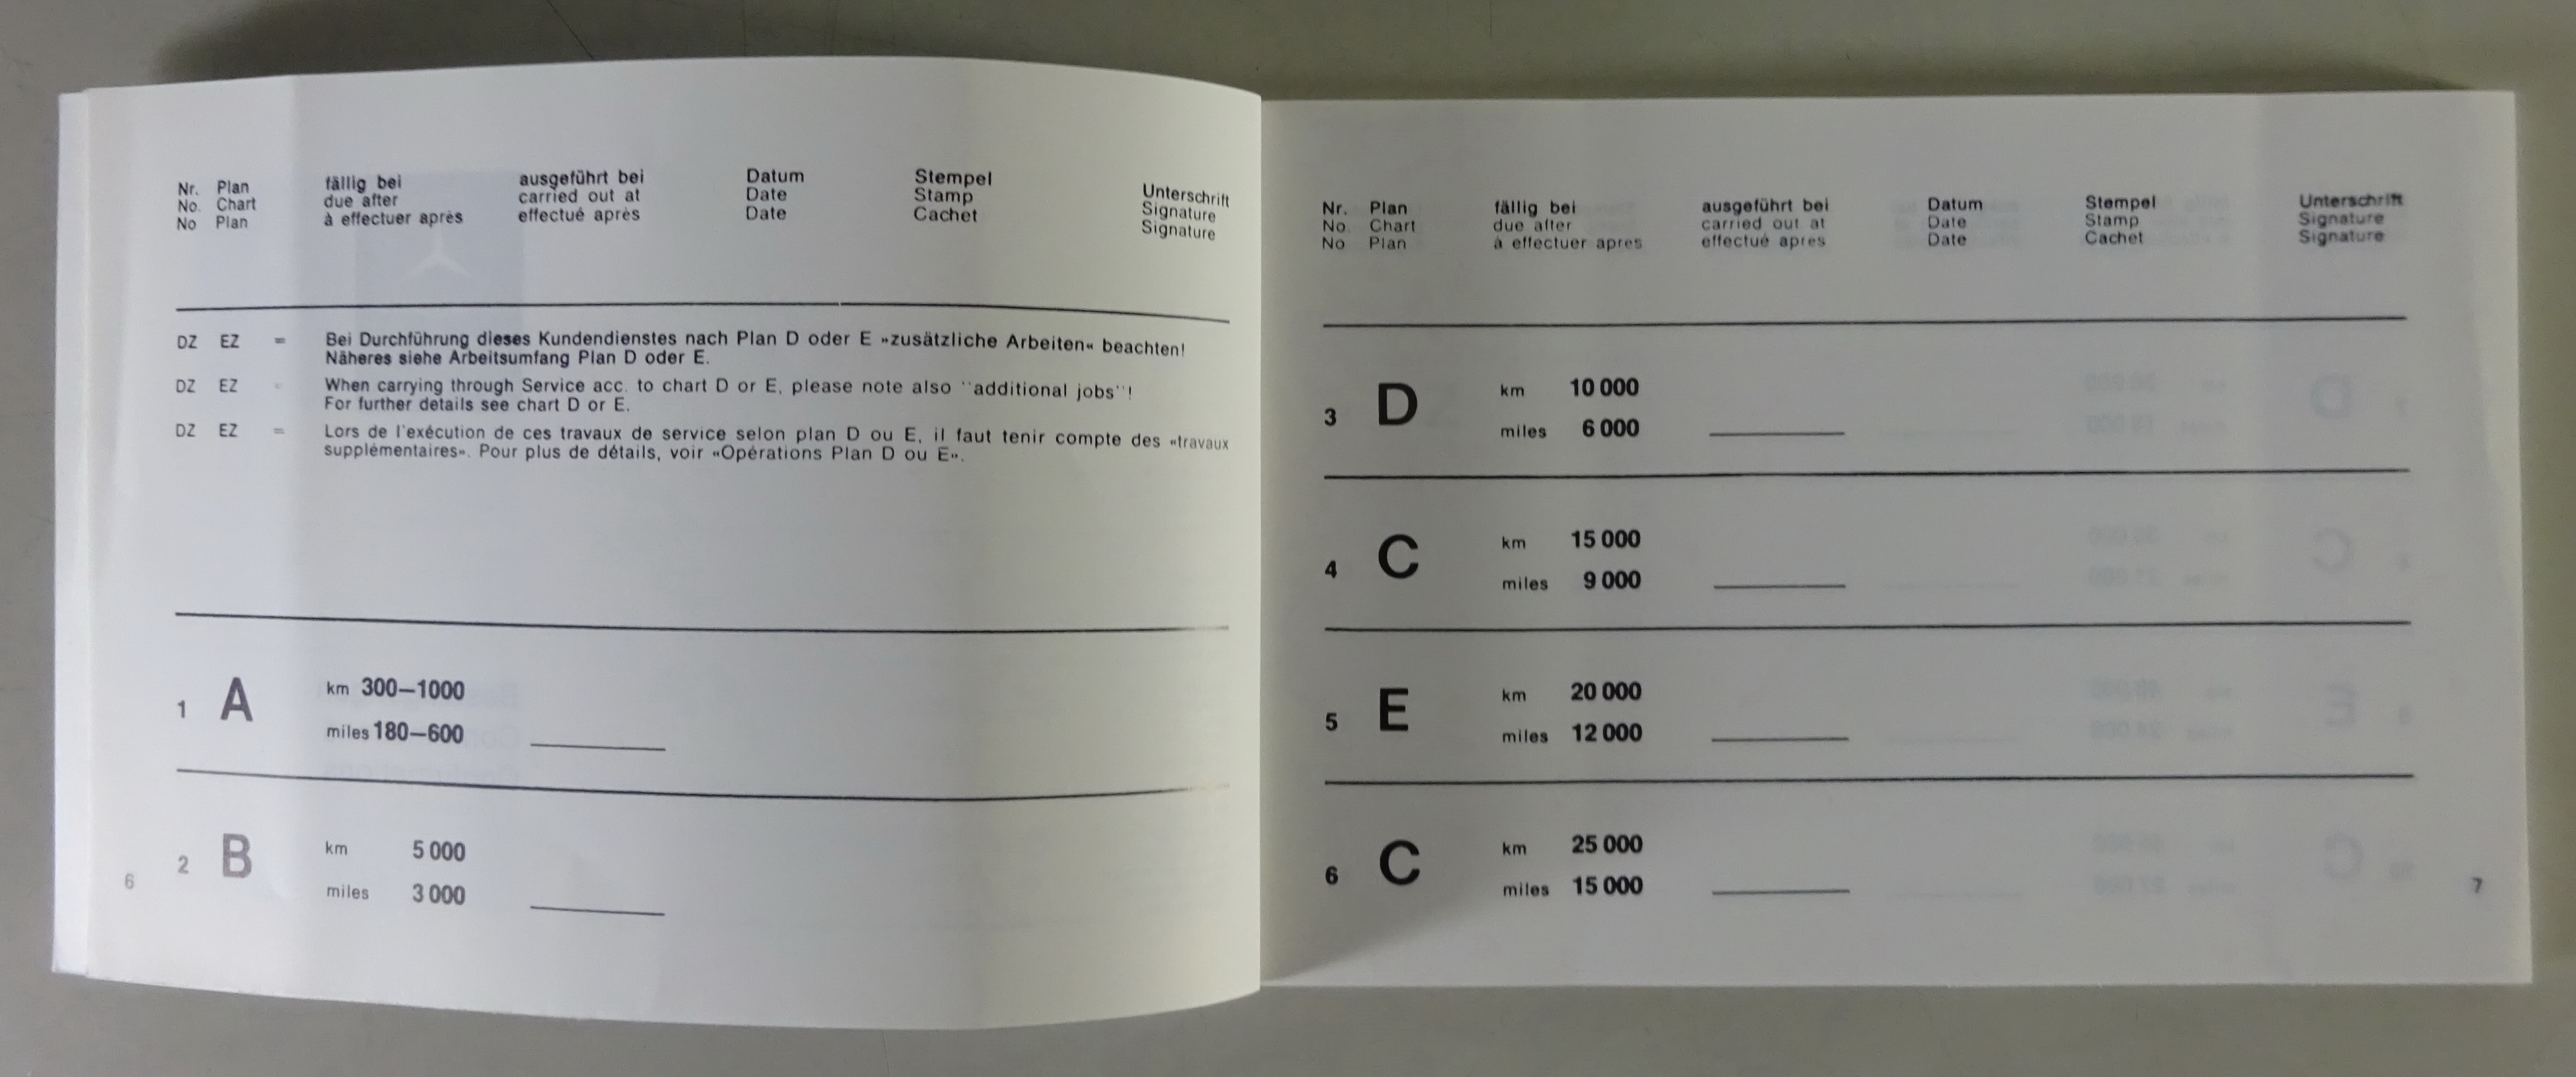 Nr. Plan fällig bei ausgeführt bei Datum Stempel Unterschrift
No. Chart due after carried out at Date Stamp Signature
No Plan à effectuer après effectué après Date Cachet Signature
DZ EZ = Bei Durchführung dieses Kundendienstes nach Plan D oder E »zusätzliche Arbeiten« beachten!
Näheres siehe Arbeitsumfang Plan D oder E.
DZ EZ = When carrying through Service acc. to chart D or E, please note also "additional jobs"!
For further details see chart D or E.
DZ EZ = Lors de l'exécution de ces travaux de service selon plan D ou E, il faut tenir compte des «travaux
supplémentaires». Pour plus de détails, voir «Opérations Plan D ou E».
1 A km 300—1000
miles 180—600
2 B km 5 000
miles 3 000
6
Nr. Plan fällig bei ausgeführt bei Datum Stempel Unterschrift
No. Chart due after carried out at Date Stamp Signature
No Plan à effectuer apres effectué apres Date Cachet Signature
3 D km 10 000
miles 6 000
4 C km 15 000
miles 9 000
5 E km 20 000
miles 12 000
6 C km 25 000
miles 15 000
7